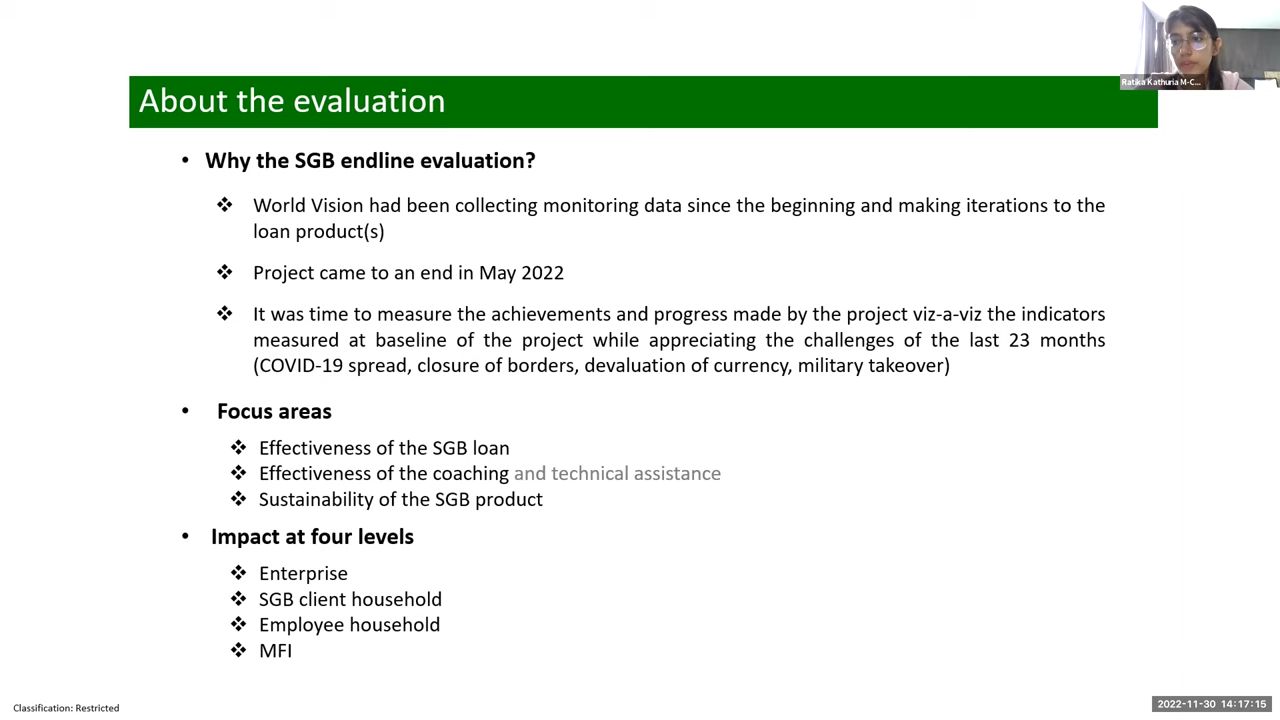 Ratika Kathuria M-C...
About the evaluation
• Why the SGB endline evaluation?
❖ World Vision had been collecting monitoring data since the beginning and making iterations to the
loan product(s)
❖ Project came to an end in May 2022
❖ It was time to measure the achievements and progress made by the project viz-a-viz the indicators
measured at baseline of the project while appreciating the challenges of the last 23 months
(COVID-19 spread, closure of borders, devaluation of currency, military takeover)
• Focus areas
❖ Effectiveness of the SGB loan
❖ Effectiveness of the coaching and technical assistance
❖ Sustainability of the SGB product
• Impact at four levels
❖ Enterprise
❖ SGB client household
❖ Employee household
❖ MFI
Classification: Restricted
2022-11-30 14:17:15